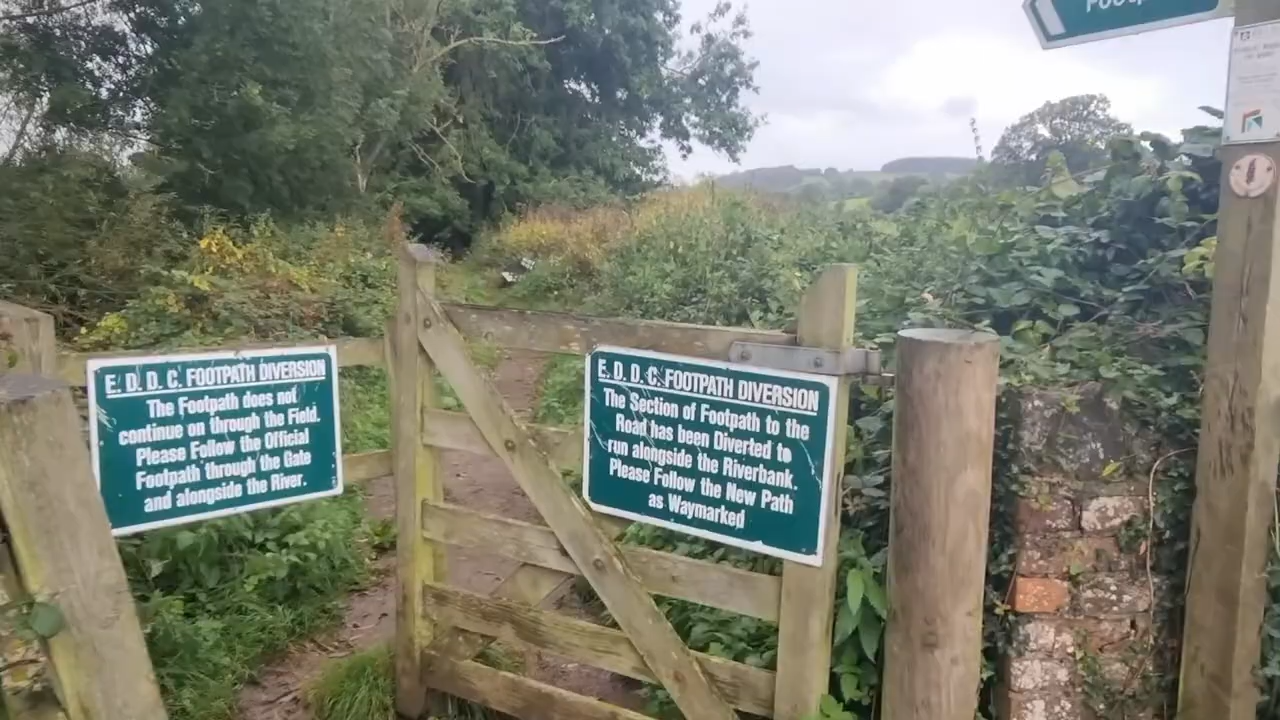 E. D. D. C. FOOTPATH DIVERSION
The Footpath does not
continue on through the Field.
Please Follow the Official
Footpath through the Gate
and alongside the River.
E. D. D. C. FOOTPATH DIVERSION
The Section of Footpath to the
Road has been Diverted to
run alongside the Riverbank.
Please Follow the New Path
as Waymarked